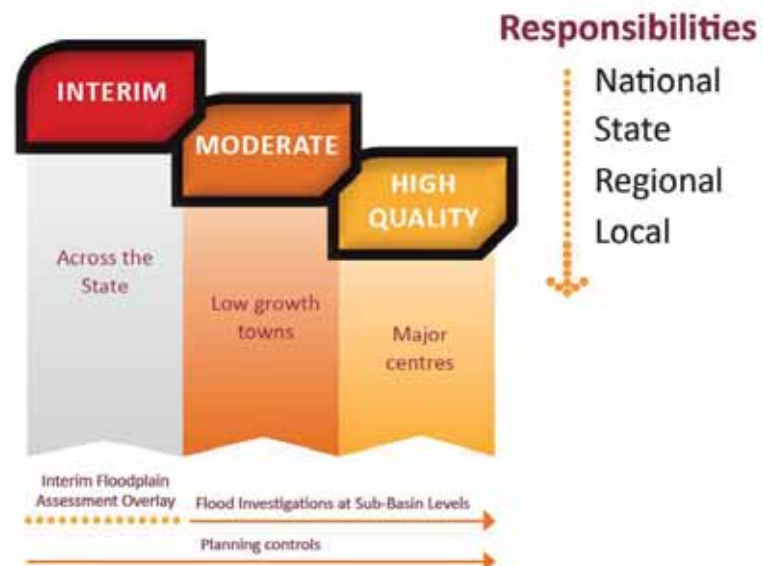 Responsibilities
National
State
Regional
Local
INTERIM
MODERATE
HIGH
QUALITY
Across the
State
Low growth
towns
Major
centres
Interim Floodplain
Assessment Overlay
Flood Investigations at Sub-Basin Levels
Planning controls